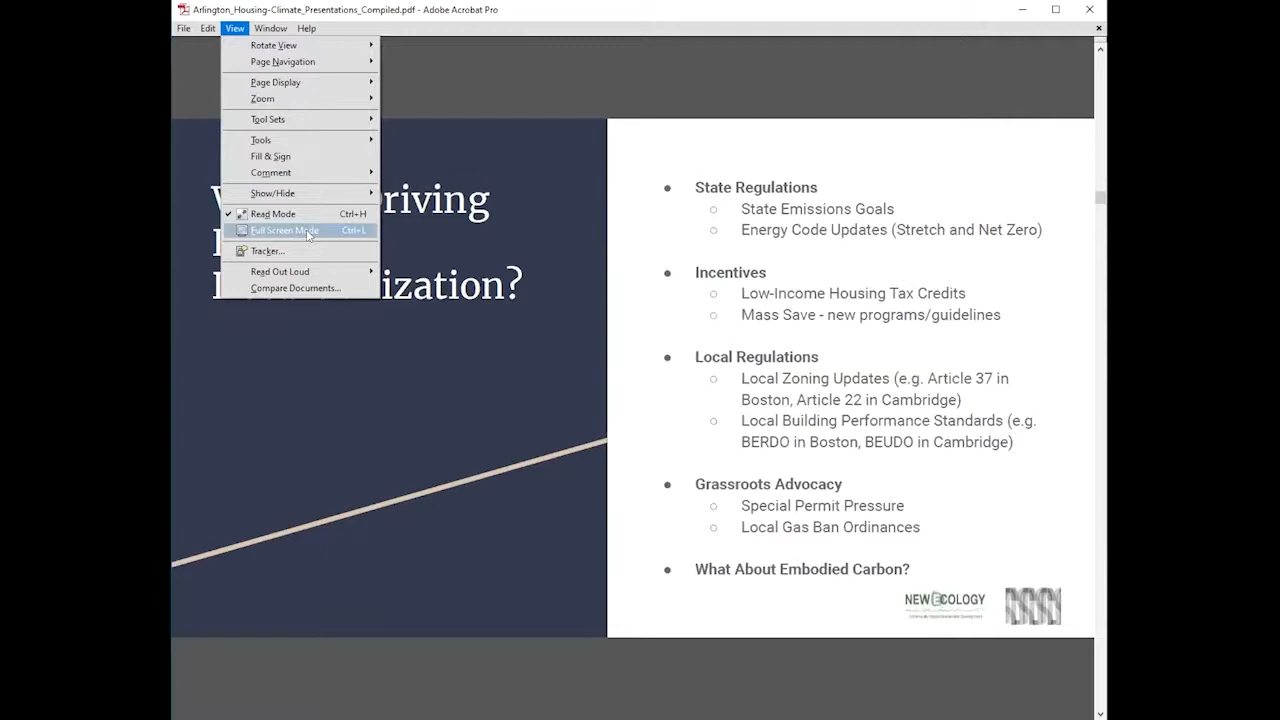 Arlington_Housing-Climate_Presentations_Compiled.pdf - Adobe Acrobat Pro
File Edit View Window Help
Rotate View
Page Navigation
Page Display
Zoom
Tool Sets
Tools
Fill & Sign
Comment
Show/Hide
Read Mode Ctrl+H
Full Screen Mode Ctrl+L
Tracker...
Read Out Loud
Compare Documents...
riving
ization?
State Regulations
State Emissions Goals
Energy Code Updates (Stretch and Net Zero)
Incentives
Low-Income Housing Tax Credits
Mass Save - new programs/guidelines
Local Regulations
Local Zoning Updates (e.g. Article 37 in
Boston, Article 22 in Cambridge)
Local Building Performance Standards (e.g.
BERDO in Boston, BEUDO in Cambridge)
Grassroots Advocacy
Special Permit Pressure
Local Gas Ban Ordinances
What About Embodied Carbon?
NEW ECOLOGY